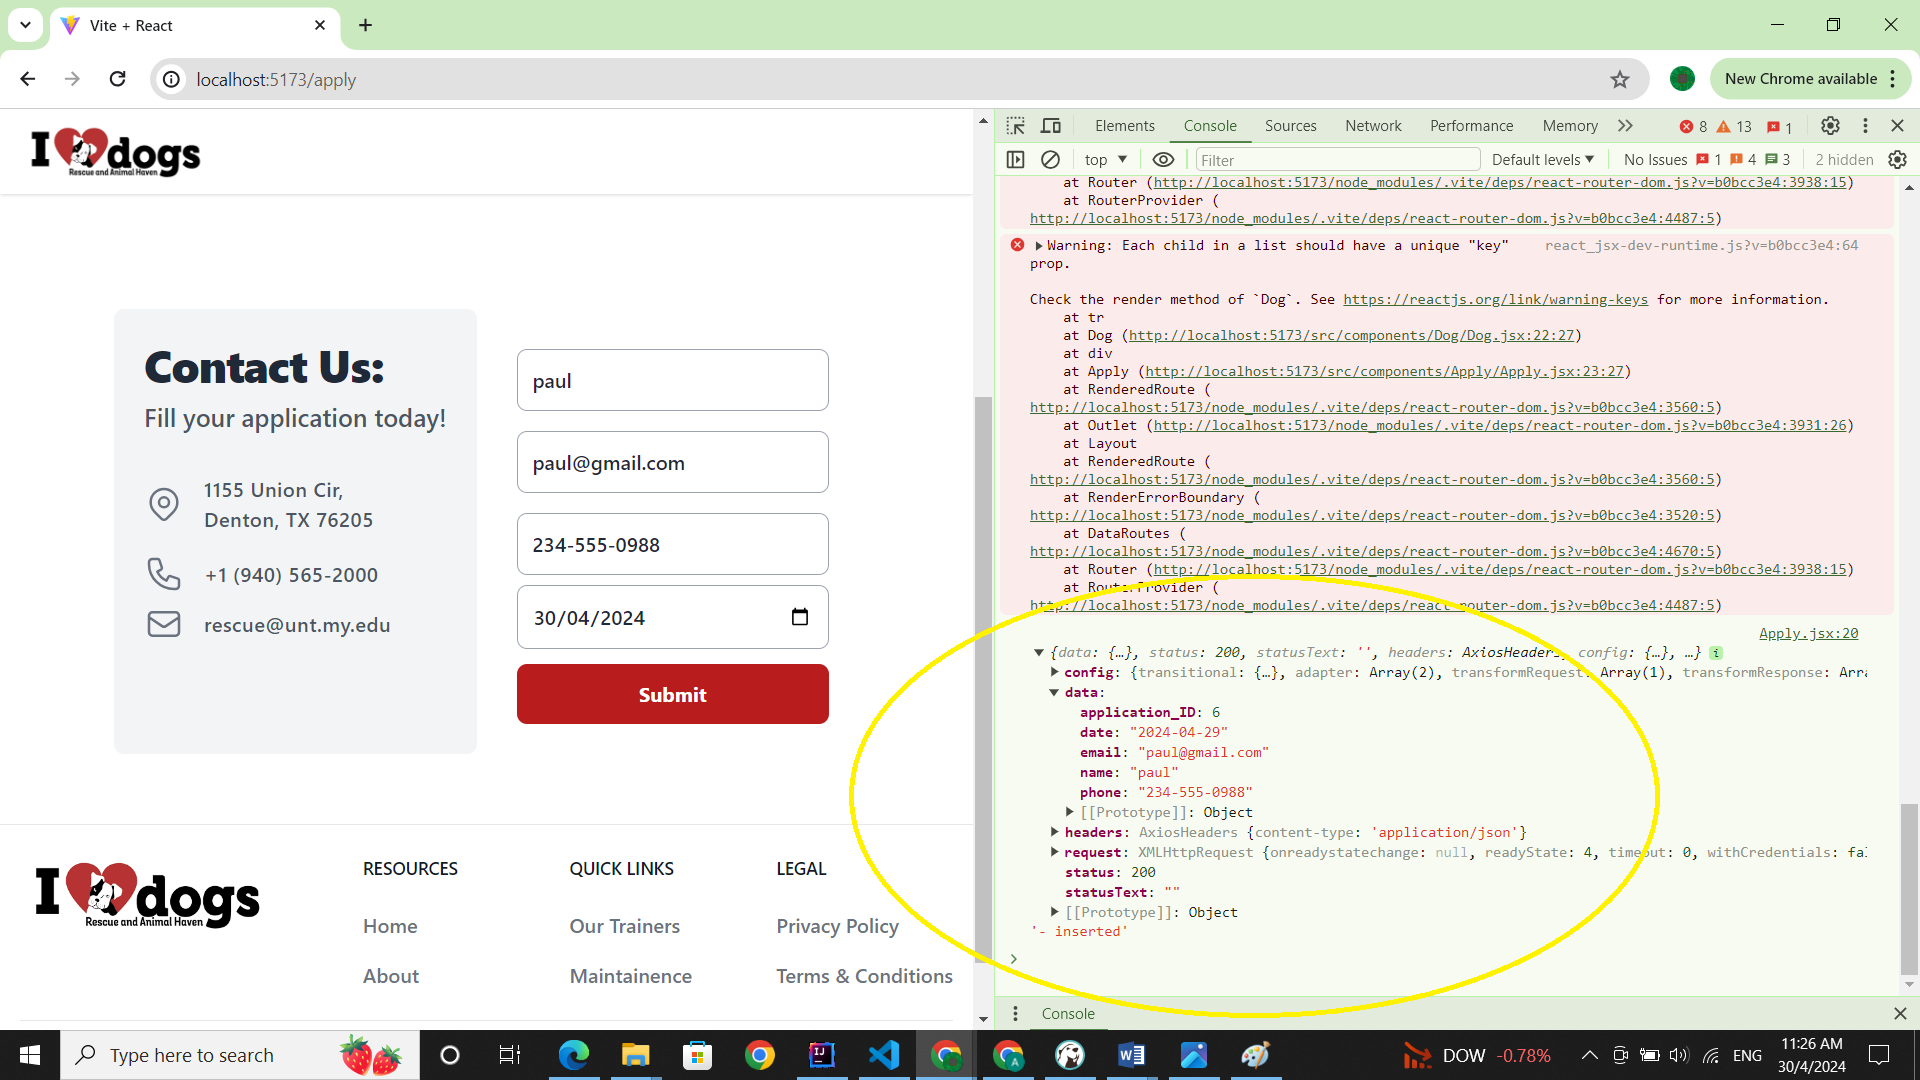 Vite + React
localhost:5173/apply
New Chrome available
I dogs
Rescue and Animal Haven
Contact Us:
Fill your application today!
1155 Union Cir,
Denton, TX 76205
+1 (940) 565-2000
rescue@unt.my.edu
paul
paul@gmail.com
234-555-0988
30/04/2024
Submit
I dogs
Rescue and Animal Haven
RESOURCES
Home
About
QUICK LINKS
Our Trainers
Maintainence
LEGAL
Privacy Policy
Terms & Conditions
Elements Console Sources Network Performance Memory 8 13 1
top Filter Default levels No Issues 1 4 3 2 hidden
at Router (http://localhost:5173/node_modules/.vite/deps/react-router-dom.js?v=b0bcc3e4:3938:15)
at RouterProvider (
http://localhost:5173/node_modules/.vite/deps/react-router-dom.js?v=b0bcc3e4:4487:5)
Warning: Each child in a list should have a unique "key" react_jsx-dev-runtime.js?v=b0bcc3e4:64
prop.
Check the render method of `Dog`. See https://reactjs.org/link/warning-keys for more information.
at tr
at Dog (http://localhost:5173/src/components/Dog/Dog.jsx:22:27)
at div
at Apply (http://localhost:5173/src/components/Apply/Apply.jsx:23:27)
at RenderedRoute (
http://localhost:5173/node_modules/.vite/deps/react-router-dom.js?v=b0bcc3e4:3560:5)
at Outlet (http://localhost:5173/node_modules/.vite/deps/react-router-dom.js?v=b0bcc3e4:3931:26)
at Layout
at RenderedRoute (
http://localhost:5173/node_modules/.vite/deps/react-router-dom.js?v=b0bcc3e4:3560:5)
at RenderErrorBoundary (
http://localhost:5173/node_modules/.vite/deps/react-router-dom.js?v=b0bcc3e4:3520:5)
at DataRoutes (
http://localhost:5173/node_modules/.vite/deps/react-router-dom.js?v=b0bcc3e4:4670:5)
at Router (http://localhost:5173/node_modules/.vite/deps/react-router-dom.js?v=b0bcc3e4:3938:15)
at RouterProvider (
http://localhost:5173/node_modules/.vite/deps/react-router-dom.js?v=b0bcc3e4:4487:5)
Apply.jsx:20
{data: {…}, status: 200, statusText: '', headers: AxiosHeaders, config: {…}, …} i
config: {transitional: {…}, adapter: Array(2), transformRequest: Array(1), transformResponse: Arra
data:
application_ID: 6
date: "2024-04-29"
email: "paul@gmail.com"
name: "paul"
phone: "234-555-0988"
[[Prototype]]: Object
headers: AxiosHeaders {content-type: 'application/json'}
request: XMLHttpRequest {onreadystatechange: null, readyState: 4, timeout: 0, withCredentials: fal
status: 200
statusText: ""
[[Prototype]]: Object
'- inserted'
Console
Type here to search
DOW -0.78%
ENG
11:26 AM
30/4/2024